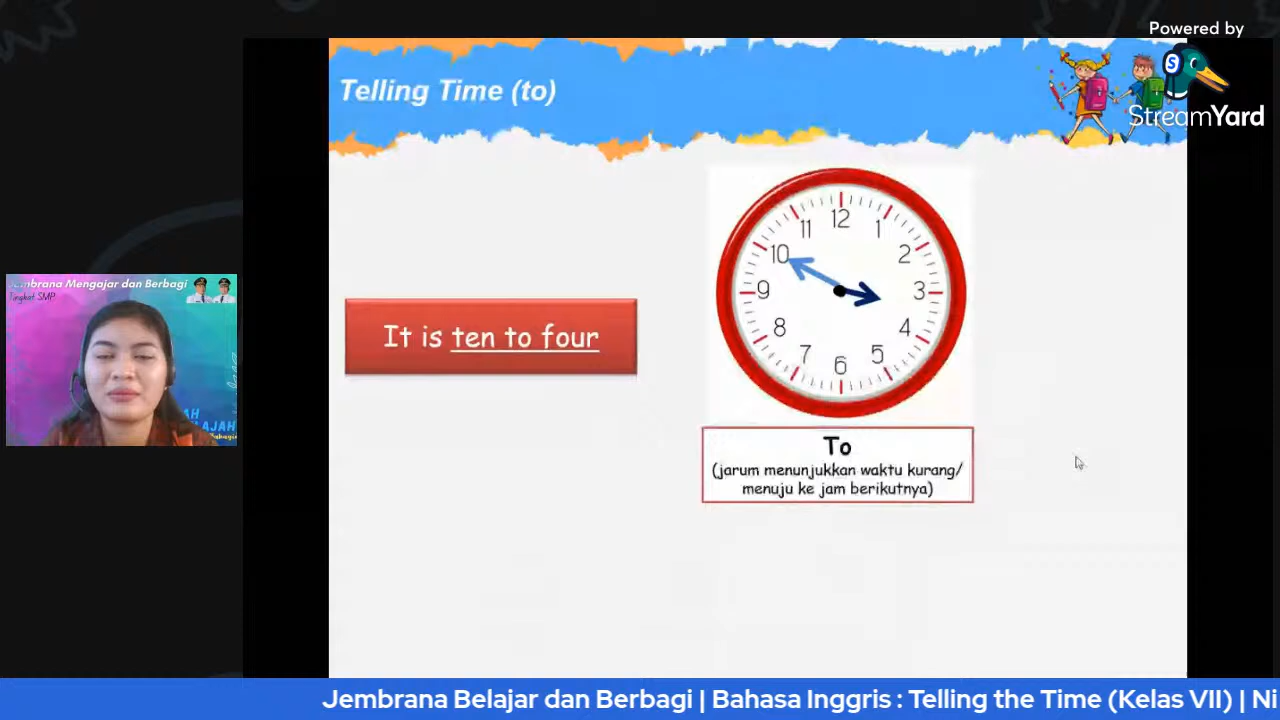 Powered by
StreamYard
Telling Time (to)
12
1
2
3
4
5
6
7
8
9
10
11
It is ten to four
To
(jarum menunjukkan waktu kurang/
menuju ke jam berikutnya)
Jembrana Mengajar dan Berbagi
Tingkat SMP
Jembrana Belajar dan Berbagi | Bahasa Inggris : Telling the Time (Kelas VII) | Ni